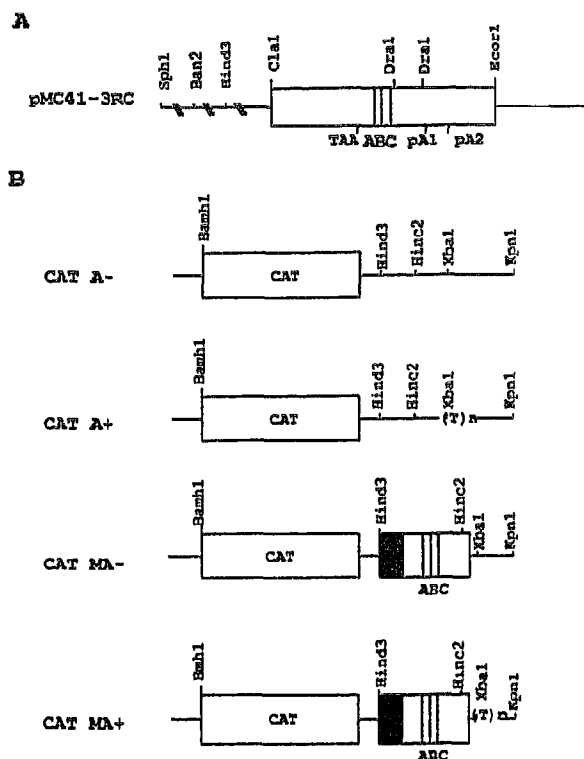 A
Sph1 Ban2 Hind3 Cla1 Dra1 Dra1 Ecor1
pMC41-3RC
TAA ABC pA1 pA2
B
Bamh1 Hind3 Hinc2 Xba1 Kpn1
CAT A- CAT
Bamh1 Hind3 Hinc2 Xba1 Kpn1
CAT A+ CAT (T)n
Bamh1 Hind3 Hinc2 Xba1 Kpn1
CAT MA- CAT
ABC
Bmh1 Hind3 Hinc2 Xba1 Kpn1
CAT MA+ CAT (T)n
ABC